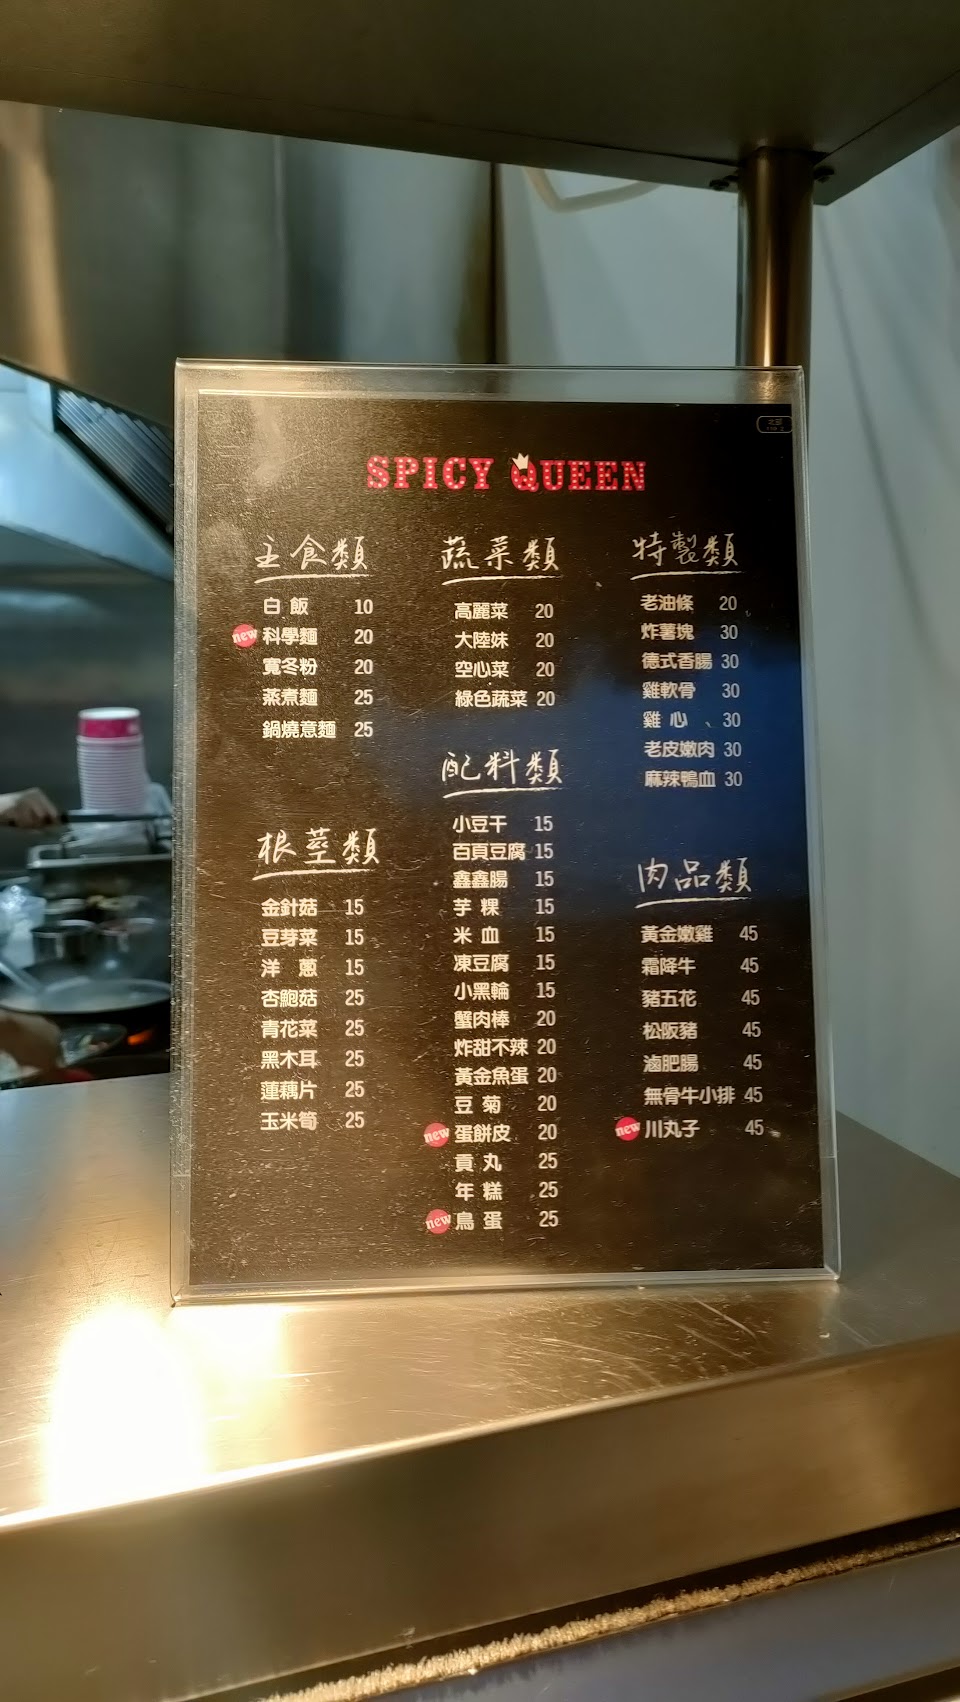 北部
SPICY QUEEN
主食類
白飯 10
new 科學麵 20
寬冬粉 20
蒸煮麵 25
鍋燒意麵 25
根莖類
金針菇 15
豆芽菜 15
洋蔥 15
杏鮑菇 25
青花菜 25
黑木耳 25
蓮藕片 25
玉米筍 25
蔬菜類
高麗菜 20
大陸妹 20
空心菜 20
綠色蔬菜 20
配料類
小豆干 15
百頁豆腐 15
鑫鑫腸 15
芋粿 15
米血 15
凍豆腐 15
小黑輪 15
蟹肉棒 20
炸甜不辣 20
黃金魚蛋 20
豆菊 20
new 蛋餅皮 20
貢丸 25
年糕 25
new 鳥蛋 25
特製類
老油條 20
炸薯塊 30
德式香腸 30
雞軟骨 30
雞心 30
老皮嫩肉 30
麻辣鴨血 30
肉品類
黃金嫩雞 45
霜降牛 45
豬五花 45
松阪豬 45
滷肥腸 45
無骨牛小排 45
new 川丸子 45